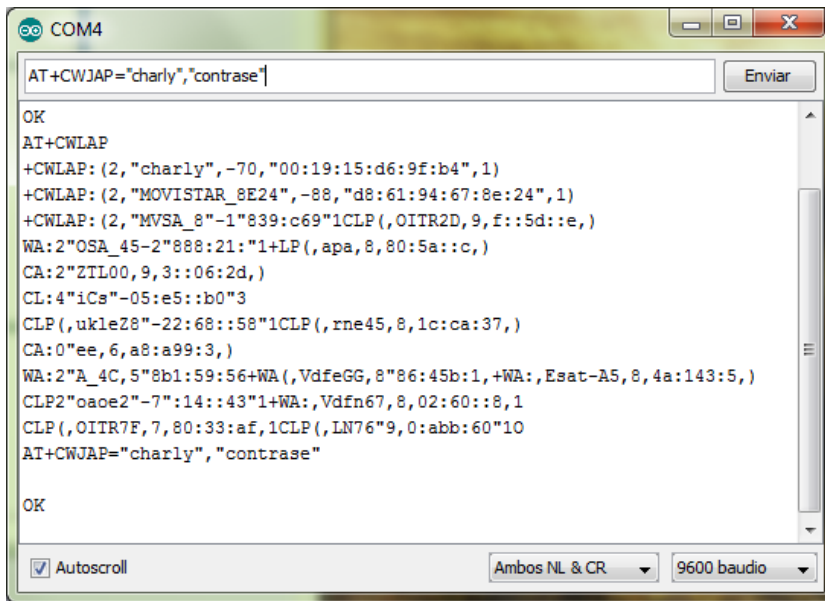 COM4
AT+CWJAP="charly","contrase"
Enviar
OK
AT+CWLAP
+CWLAP:(2,"charly",-70,"00:19:15:d6:9f:b4",1)
+CWLAP:(2,"MOVISTAR_8E24",-88,"d8:61:94:67:8e:24",1)
+CWLAP:(2,"MVSA_8"-1"839:c69"1CLP(,OITR2D,9,f::5d::e,)
WA:2"OSA_45-2"888:21:"1+LP(,apa,8,80:5a::c,)
CA:2"ZTL00,9,3::06:2d,)
CL:4"iCs"-05:e5::b0"3
CLP(,ukleZ8"-22:68::58"1CLP(,rne45,8,1c:ca:37,)
CA:0"ee,6,a8:a99:3,)
WA:2"A_4C,5"8b1:59:56+WA(,VdfeGG,8"86:45b:1,+WA:,Esat-A5,8,4a:143:5,)
CLP2"oaoe2"-7":14::43"1+WA:,Vdfn67,8,02:60::8,1
CLP(,OITR7F,7,80:33:af,1CLP(,LN76"9,0:abb:60"1O
AT+CWJAP="charly","contrase"
OK
Autoscroll
Ambos NL & CR
9600 baudio